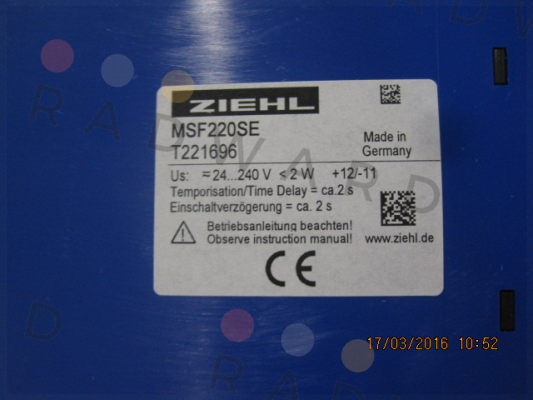 ZIEHL
MSF220SE
T221696
Made in
Germany
Us: ≂ 24...240 V < 2 W +12/-11
Temporisation/Time Delay = ca.2 s
Einschaltverzögerung = ca. 2 s
Betriebsanleitung beachten!
Observe instruction manual!
www.ziehl.de
CE
17/03/2016 10:52
RADWARD